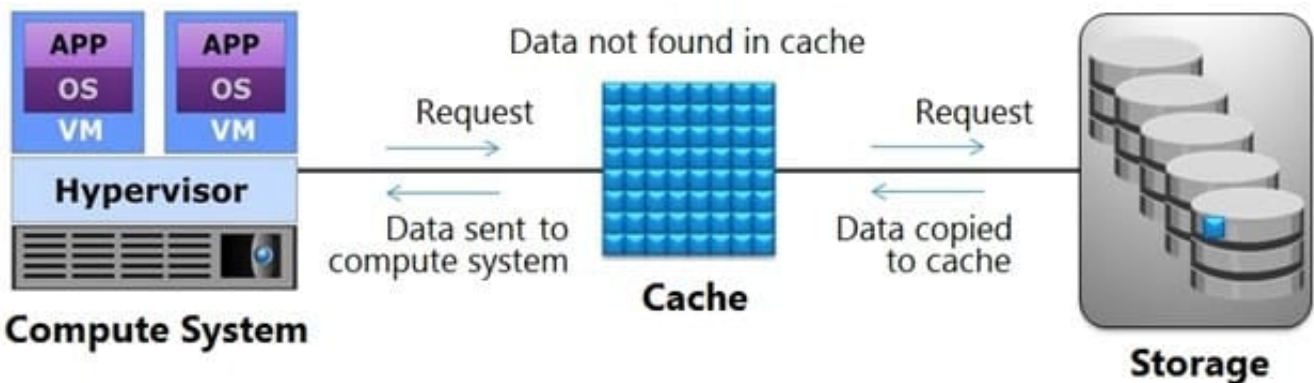 APP
OS
VM
APP
OS
VM
Hypervisor
Compute System
Request
Data sent to
compute system
Data not found in cache
Cache
Request
Data copied
to cache
Storage